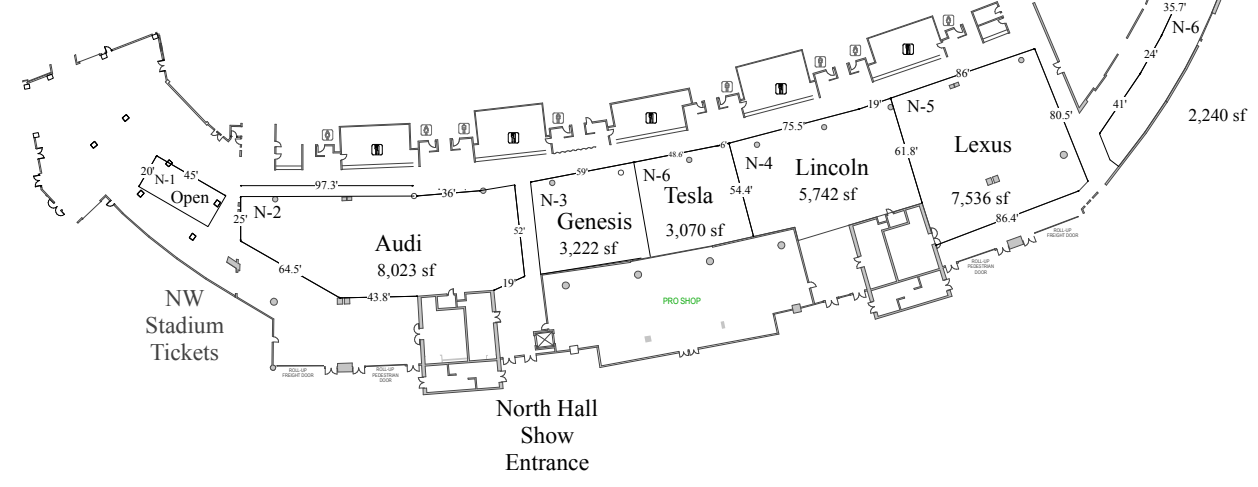 35.7'
N-6
24'
41'
2,240 sf
86'
19'
N-5
80.5'
75.5'
61.8'
Lexus
7,536 sf
86.4'
6'
N-4
Lincoln
5,742 sf
54.4'
48.6'
N-6
Tesla
3,070 sf
59'
N-3
Genesis
3,222 sf
20'
45'
N-1
Open
97.3'
36'
25'
N-2
52'
Audi
8,023 sf
64.5'
19'
43.8'
PRO SHOP
NW
Stadium
Tickets
ROLL-UP
FREIGHT DOOR
ROLL-UP
PEDESTRIAN
DOOR
ROLL-UP
PEDESTRIAN
DOOR
ROLL-UP
FREIGHT DOOR
North Hall
Show
Entrance